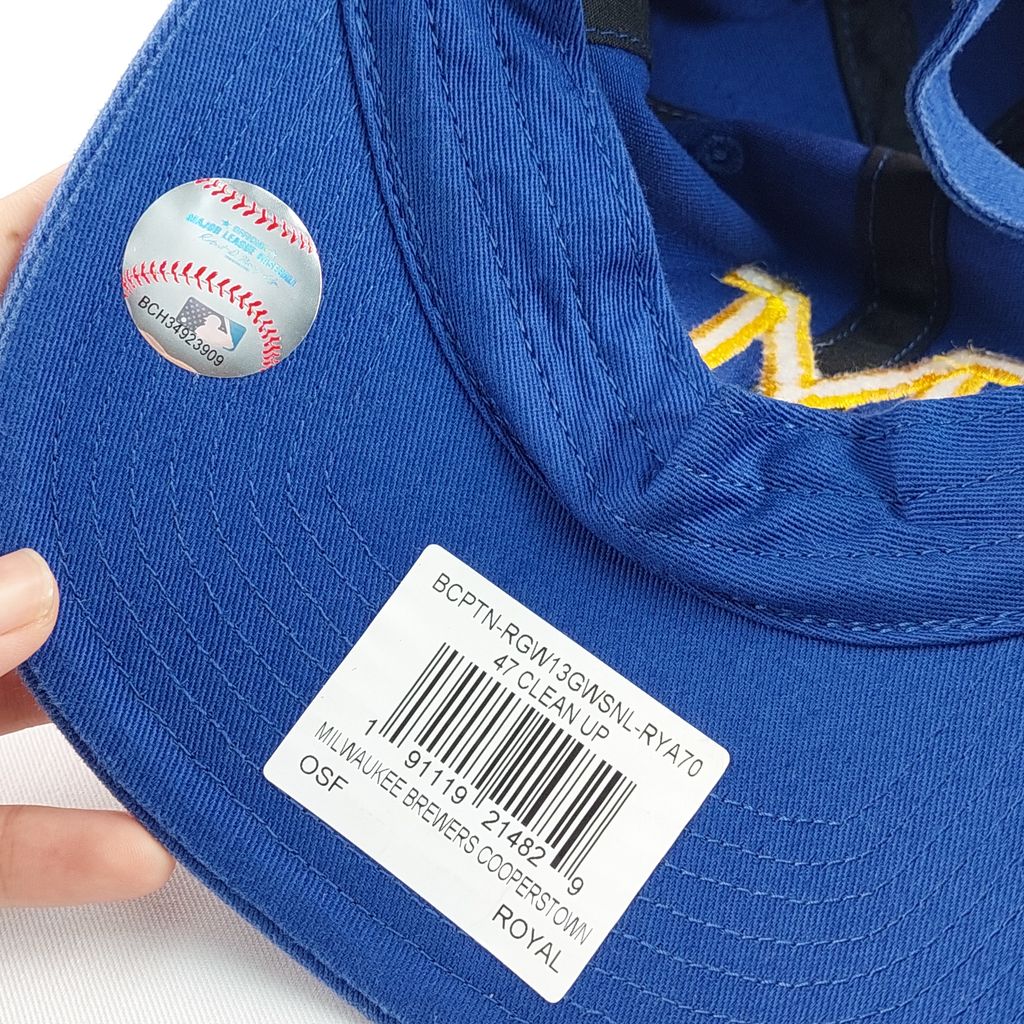 OFFICIAL
MAJOR LEAGUE BASEBALL
BCH34923909
BCPTN-RGW13GWSNL-RYA70
47 CLEAN UP
1 91119 21482 9
MILWAUKEE BREWERS COOPERSTOWN
OSF ROYAL